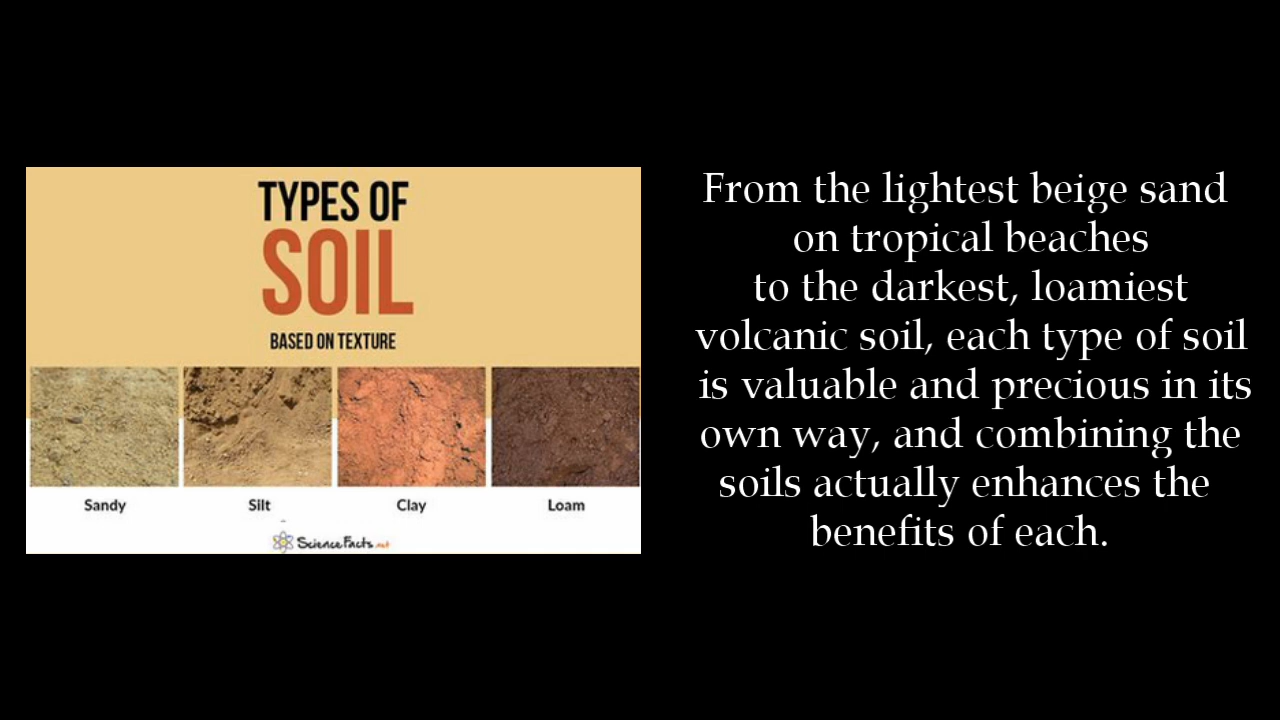 TYPES OF
SOIL
BASED ON TEXTURE
Sandy Silt Clay Loam
ScienceFacts.net
From the lightest beige sand
on tropical beaches
to the darkest, loamiest
volcanic soil, each type of soil
is valuable and precious in its
own way, and combining the
soils actually enhances the
benefits of each.